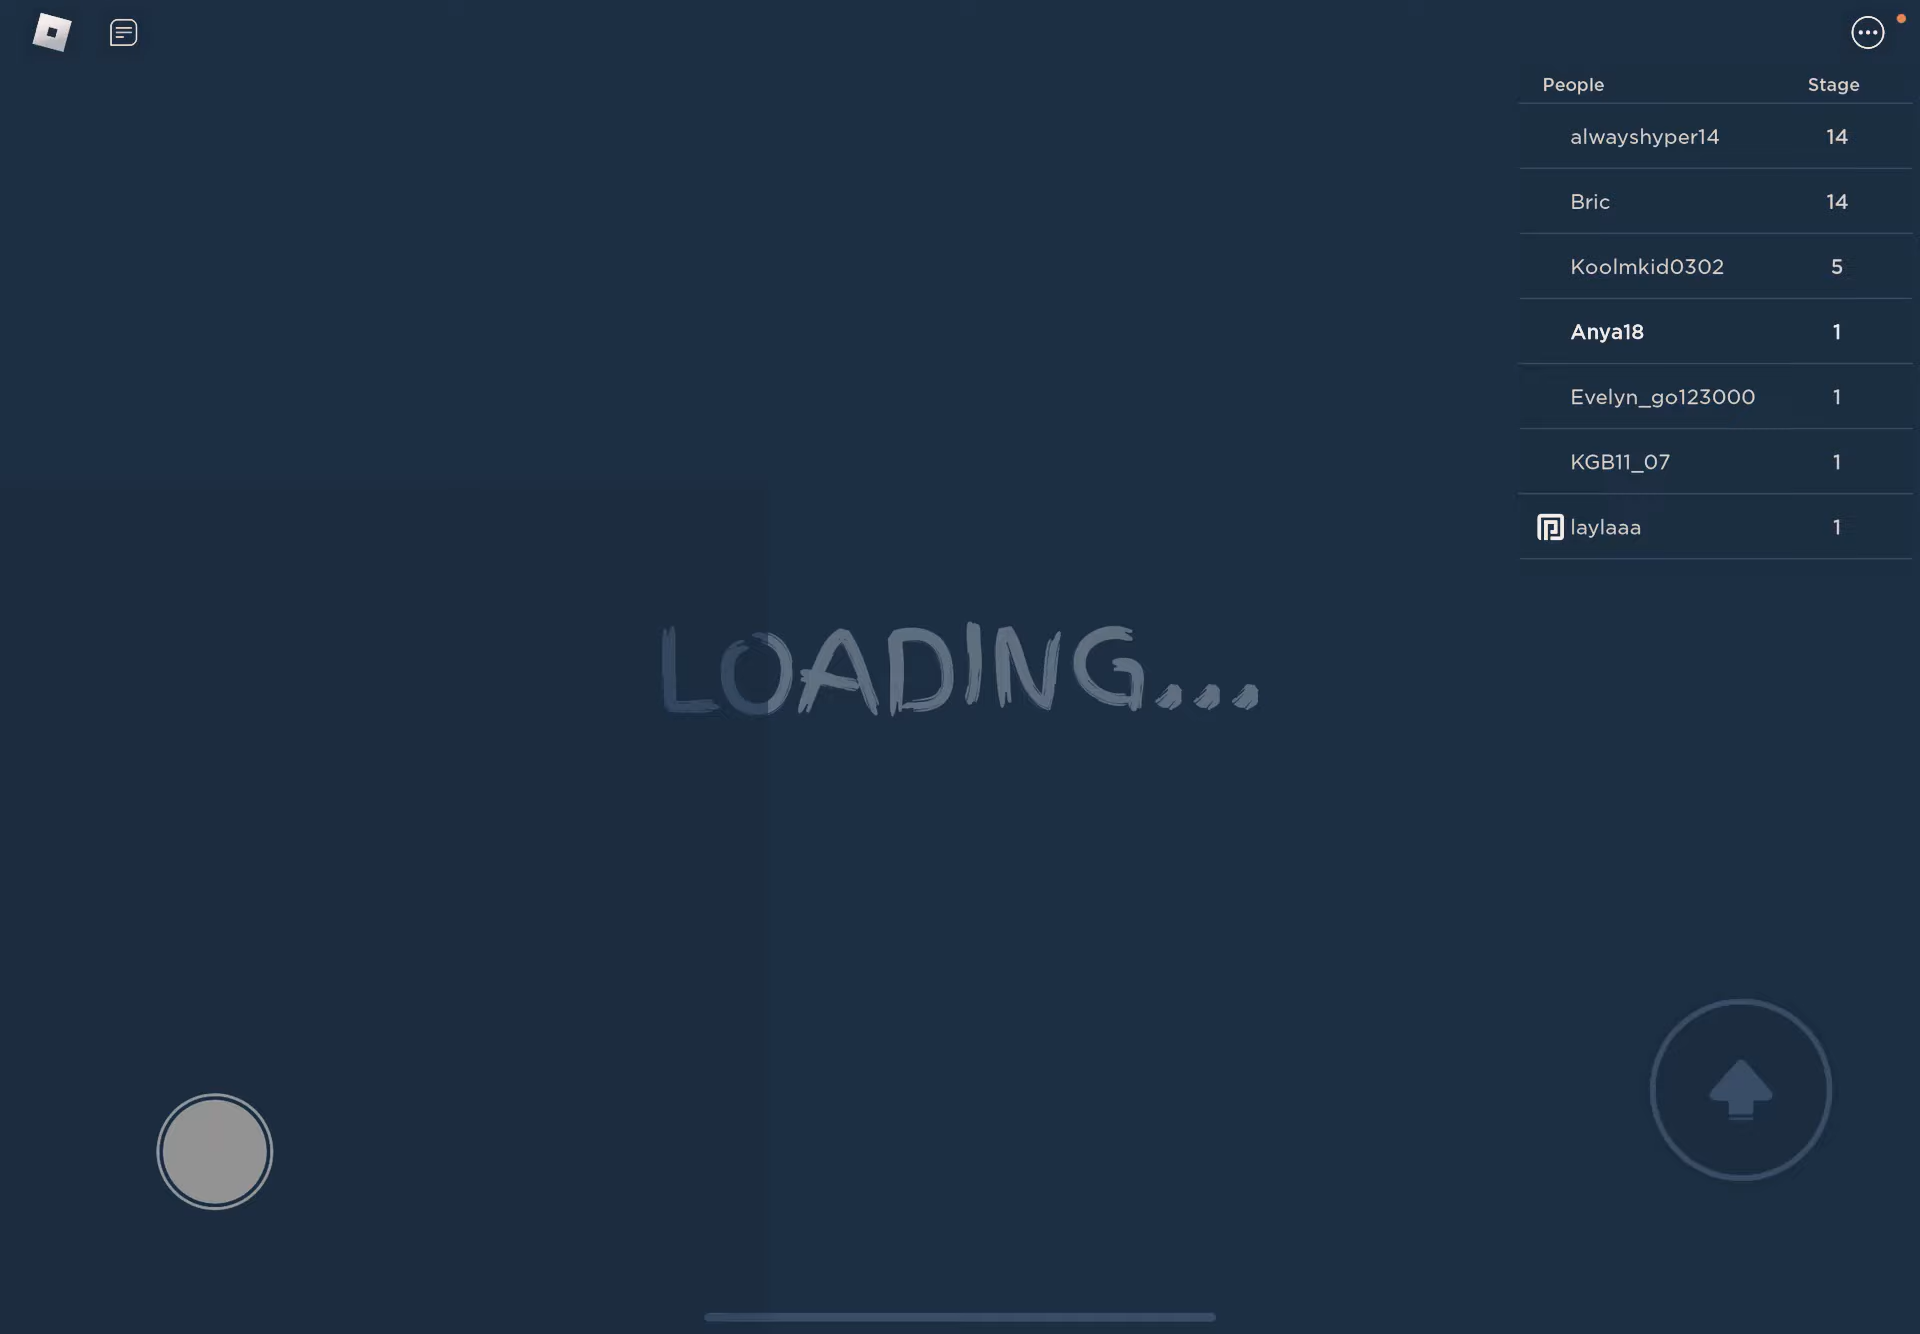 People Stage
alwayshyper14 14
Bric 14
Koolmkid0302 5
Anya18 1
Evelyn_go123000 1
KGB11_07 1
laylaaa 1
LOADING...